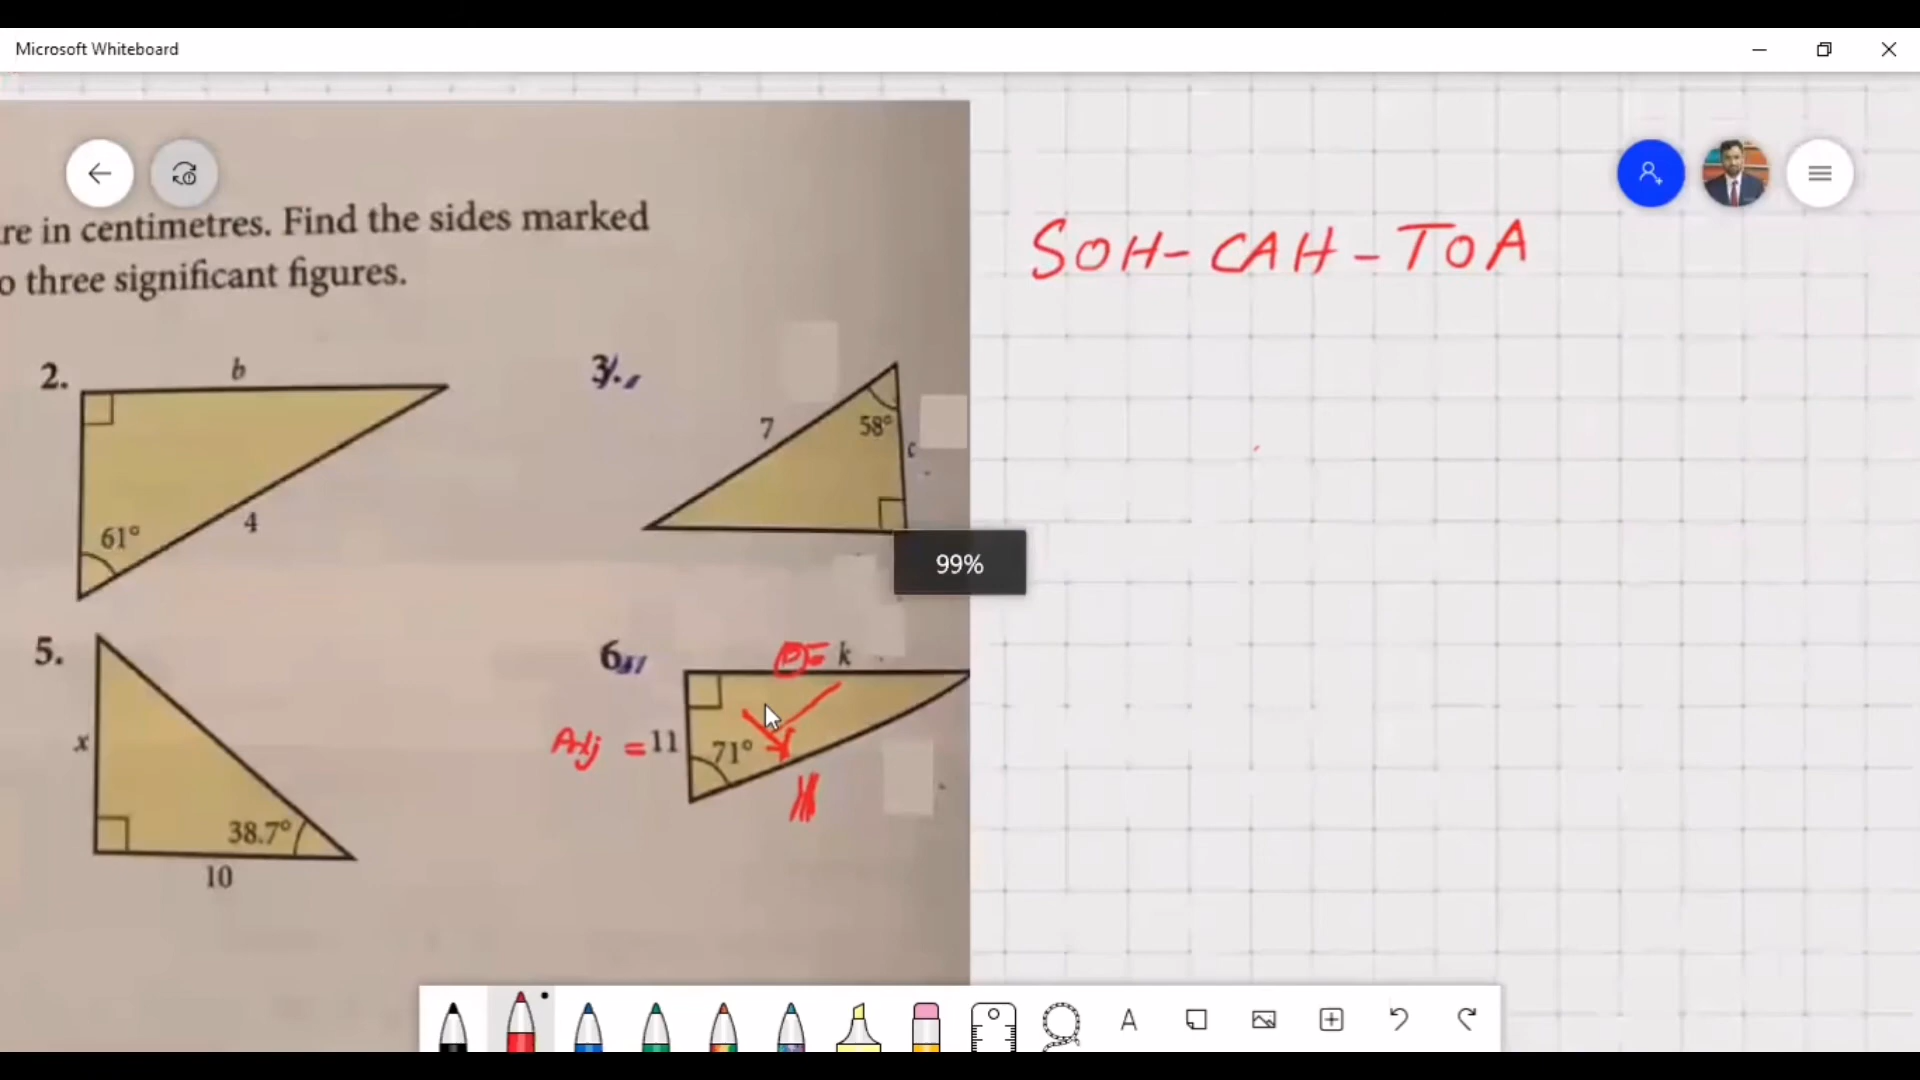 Microsoft Whiteboard
re in centimetres. Find the sides marked
o three significant figures.
SOH - CAH - TOA
2.
b
61°
4
3.
7
58°
c
99%
5.
x
38.7°
10
6.
= k
Adj = 11
71°
H
A